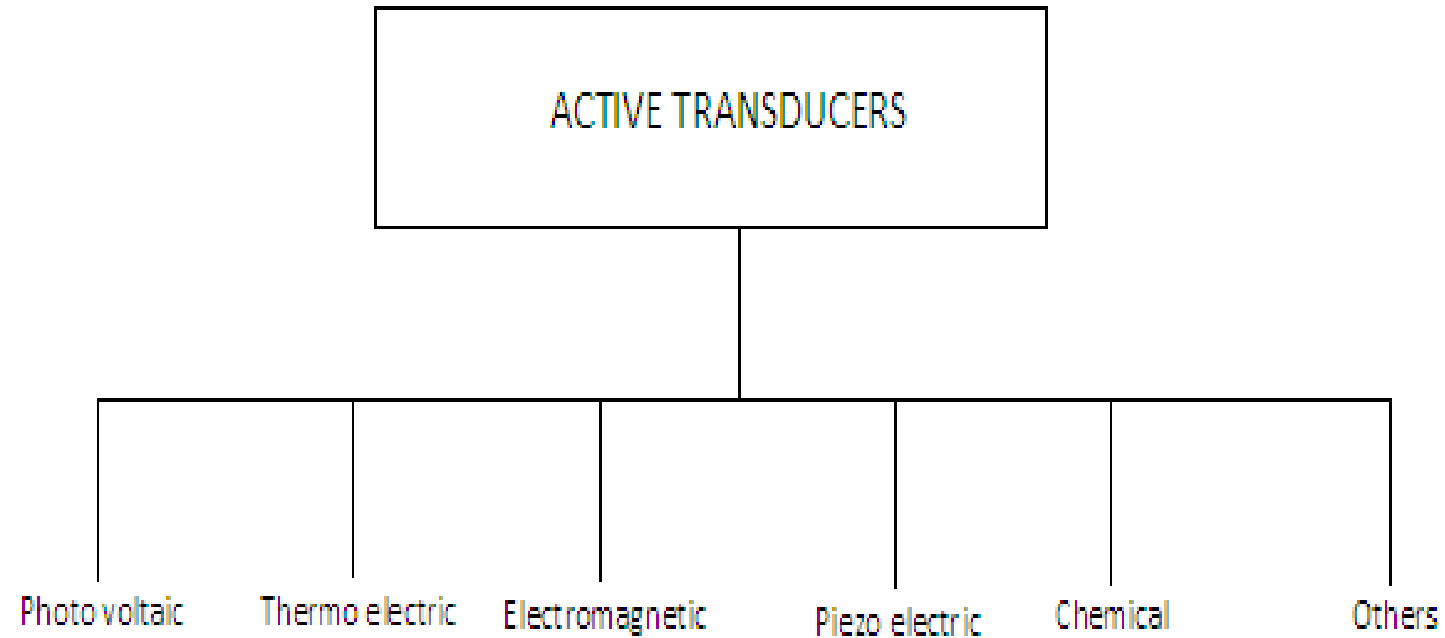 ACTIVE TRANSDUCERS
Photo voltaic
Thermo electric
Electromagnetic
Piezo electric
Chemical
Others